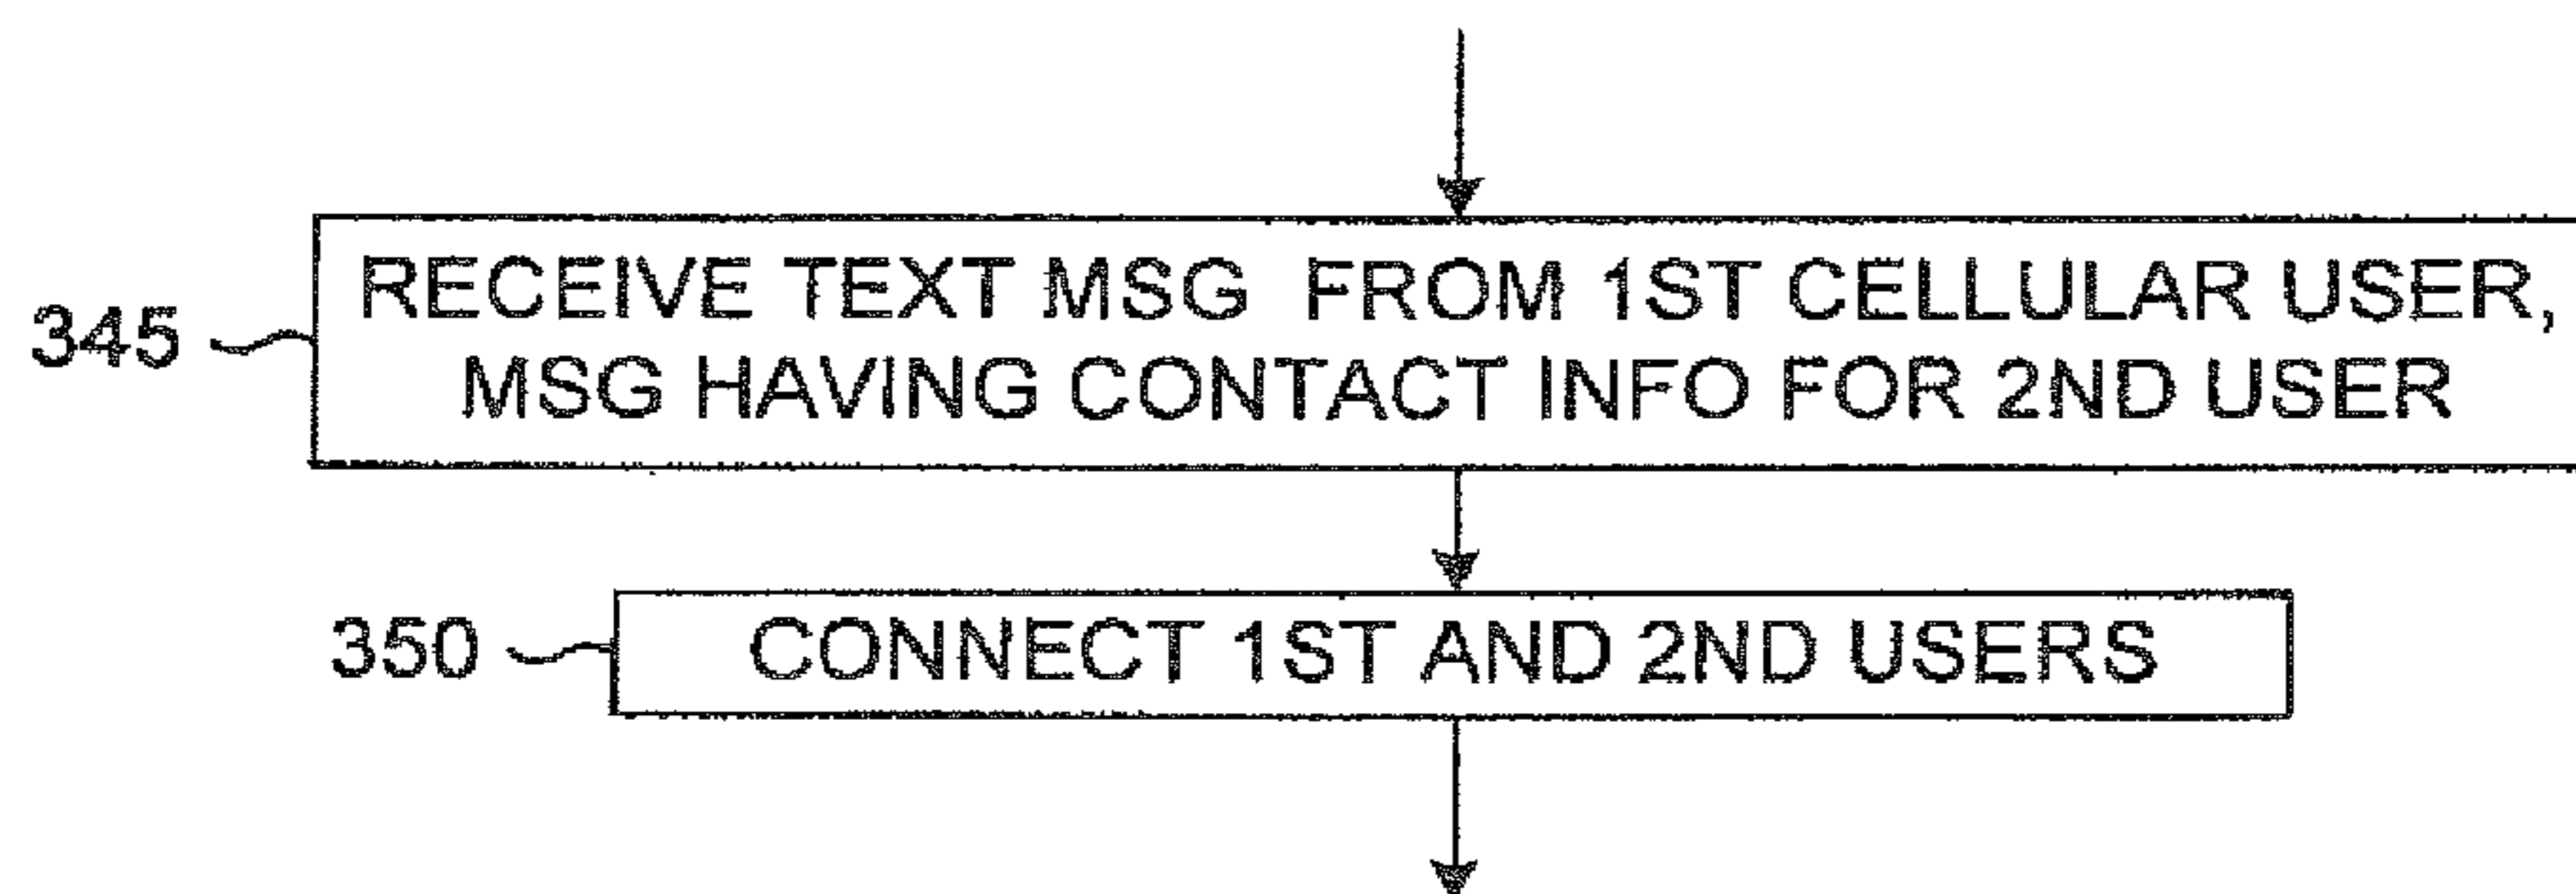 345
RECEIVE TEXT MSG FROM 1ST CELLULAR USER,
MSG HAVING CONTACT INFO FOR 2ND USER
350
CONNECT 1ST AND 2ND USERS